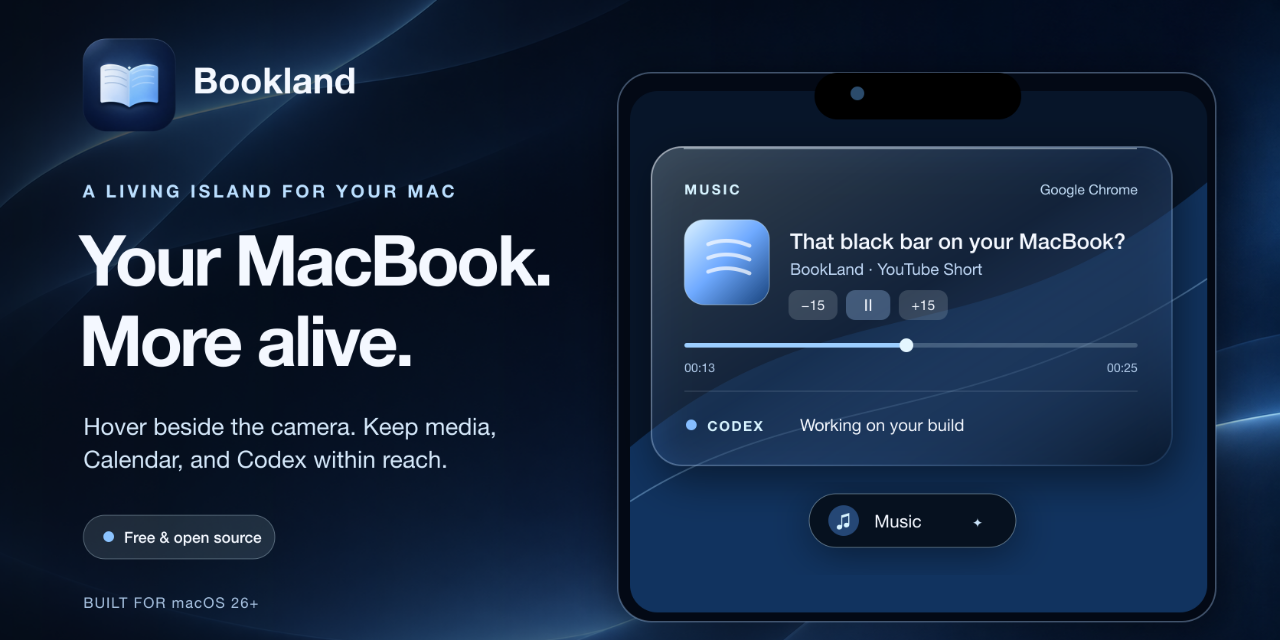 Bookland
A LIVING ISLAND FOR YOUR MAC
Your MacBook.
More alive.
Hover beside the camera. Keep media,
Calendar, and Codex within reach.
Free & open source
BUILT FOR macOS 26+
MUSIC
Google Chrome
That black bar on your MacBook?
BookLand · YouTube Short
−15
+15
00:13
00:25
CODEX
Working on your build
Music